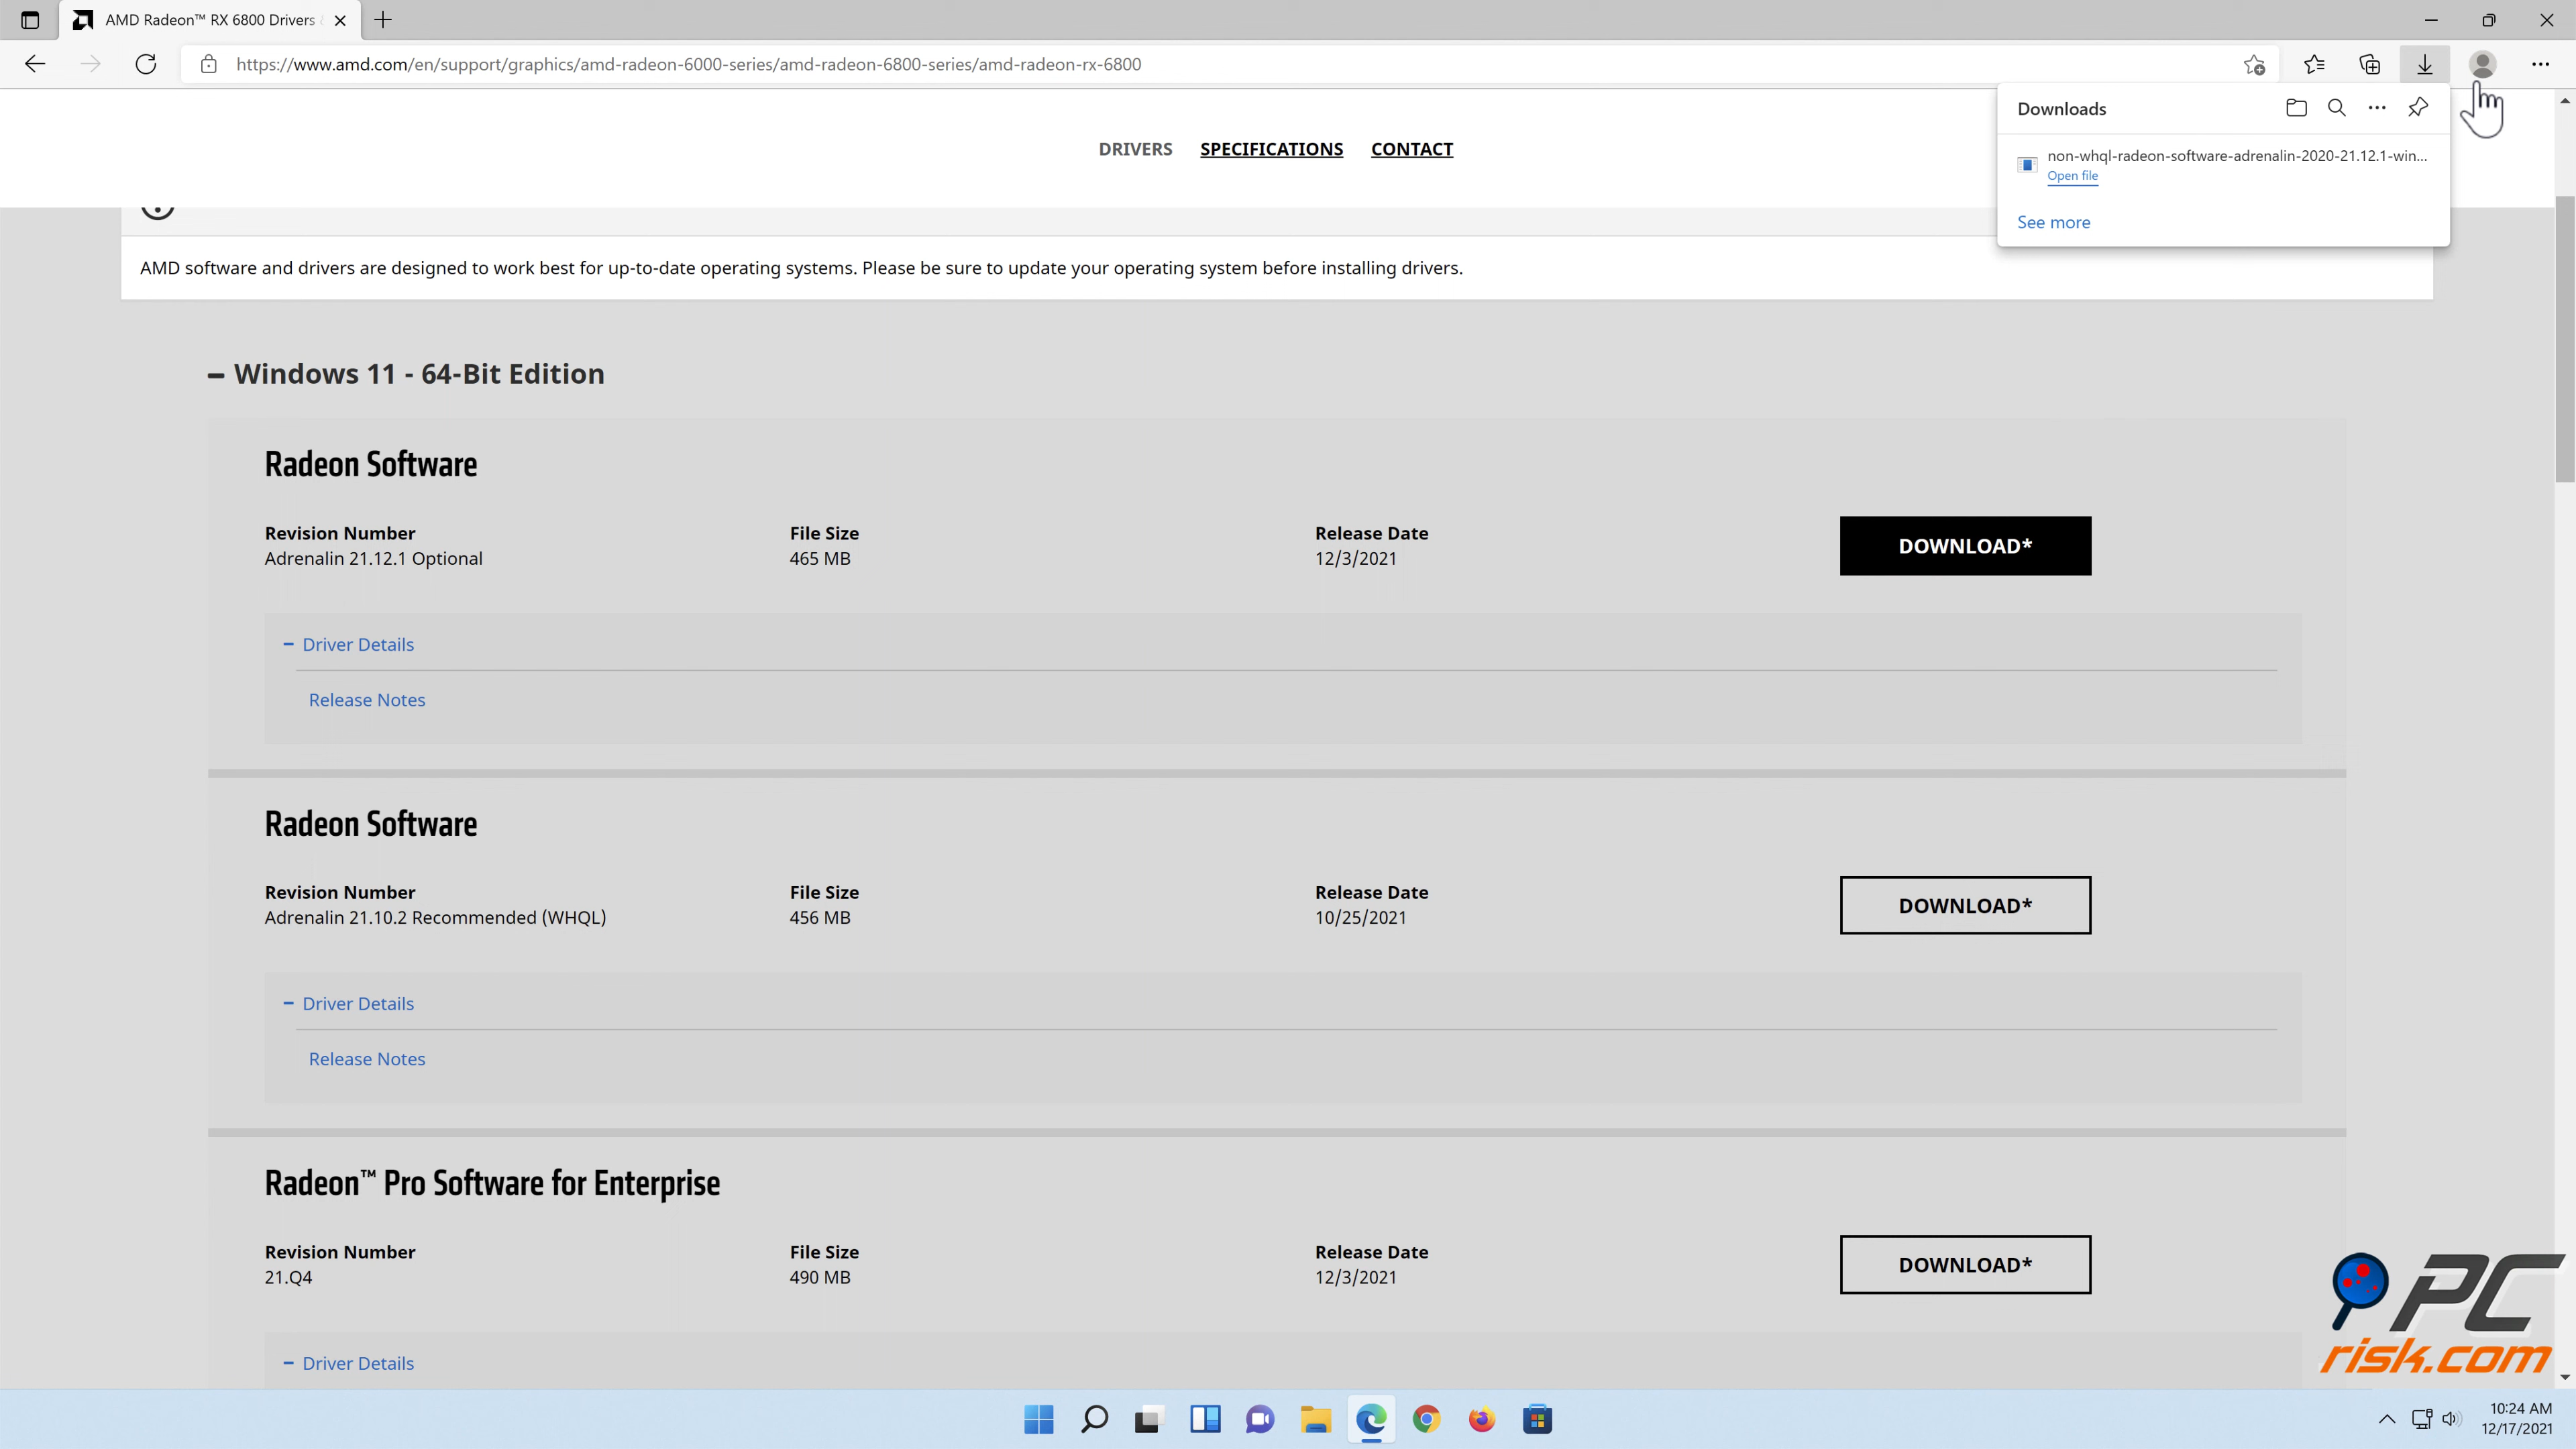 AMD Radeon™ RX 6800 Drivers
https://www.amd.com/en/support/graphics/amd-radeon-6000-series/amd-radeon-6800-series/amd-radeon-rx-6800
Downloads
non-whql-radeon-software-adrenalin-2020-21.12.1-win...
Open file
See more
DRIVERS SPECIFICATIONS CONTACT
AMD software and drivers are designed to work best for up-to-date operating systems. Please be sure to update your operating system before installing drivers.
– Windows 11 - 64-Bit Edition
Radeon Software
Revision Number File Size Release Date
Adrenalin 21.12.1 Optional 465 MB 12/3/2021
DOWNLOAD*
– Driver Details
Release Notes
Radeon Software
Revision Number File Size Release Date
Adrenalin 21.10.2 Recommended (WHQL) 456 MB 10/25/2021
DOWNLOAD*
– Driver Details
Release Notes
Radeon™ Pro Software for Enterprise
Revision Number File Size Release Date
21.Q4 490 MB 12/3/2021
DOWNLOAD*
– Driver Details
PC
risk.com
10:24 AM
12/17/2021